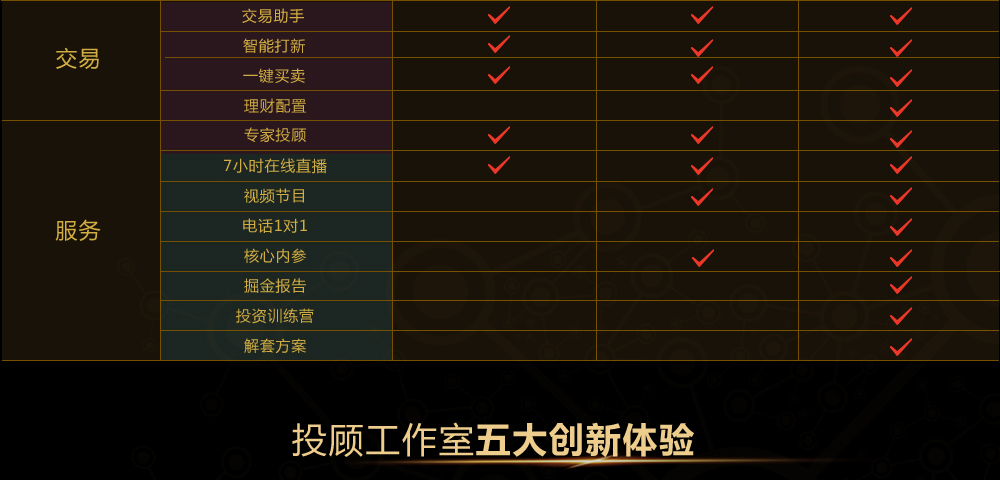 交易
交易助手
智能打新
一键买卖
理财配置
服务
专家投顾
7小时在线直播
视频节目
电话1对1
核心内参
掘金报告
投资训练营
解套方案
投顾工作室五大创新体验